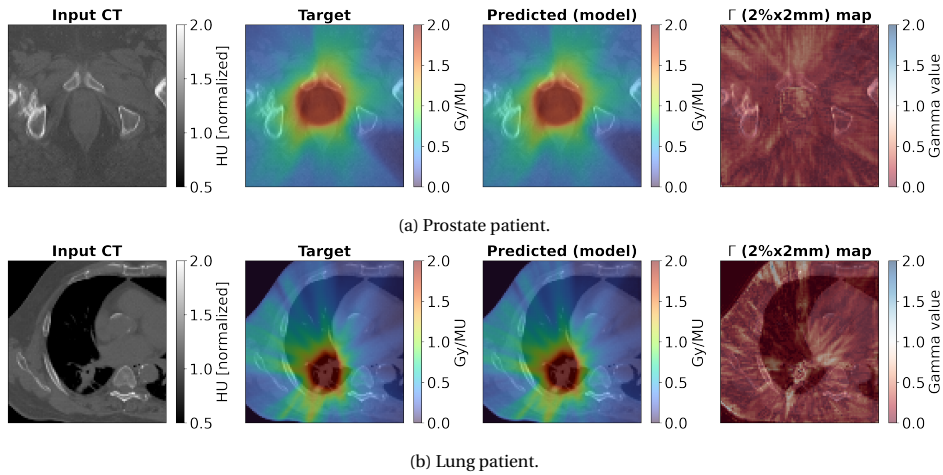 Input CT
Target
Predicted (model)
Γ (2%x2mm) map
2.0
1.5
1.0
0.5
HU [normalized]
2.0
1.5
1.0
0.5
0.0
Gy/MU
2.0
1.5
1.0
0.5
0.0
Gy/MU
2.0
1.5
1.0
0.5
0.0
Gamma value
(a) Prostate patient.
Input CT
Target
Predicted (model)
Γ (2%x2mm) map
2.0
1.5
1.0
0.5
HU [normalized]
2.0
1.5
1.0
0.5
0.0
Gy/MU
2.0
1.5
1.0
0.5
0.0
Gy/MU
2.0
1.5
1.0
0.5
0.0
Gamma value
(b) Lung patient.